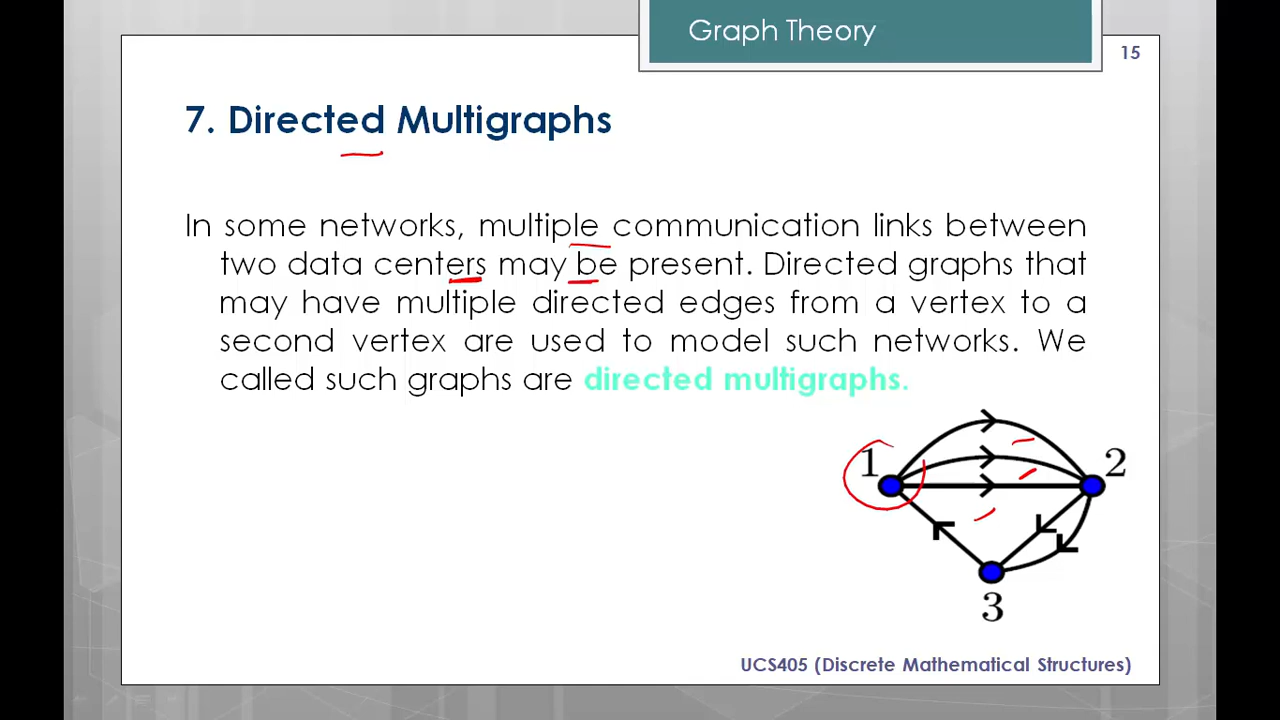 Graph Theory
15
7. Directed Multigraphs
In some networks, multiple communication links between
two data centers may be present. Directed graphs that
may have multiple directed edges from a vertex to a
second vertex are used to model such networks. We
called such graphs are directed multigraphs.
1
2
3
UCS405 (Discrete Mathematical Structures)